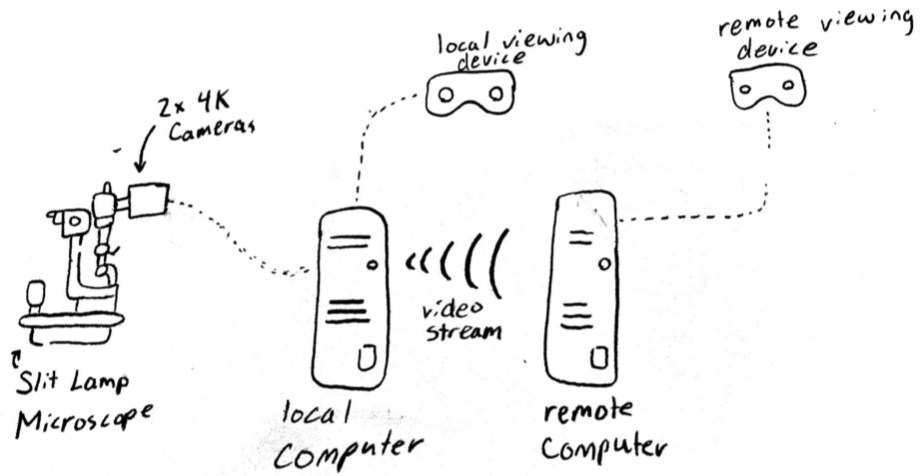 local viewing
device
remote viewing
device
2x 4K
Cameras
video
stream
Slit Lamp
Microscope
local
Computer
remote
Computer